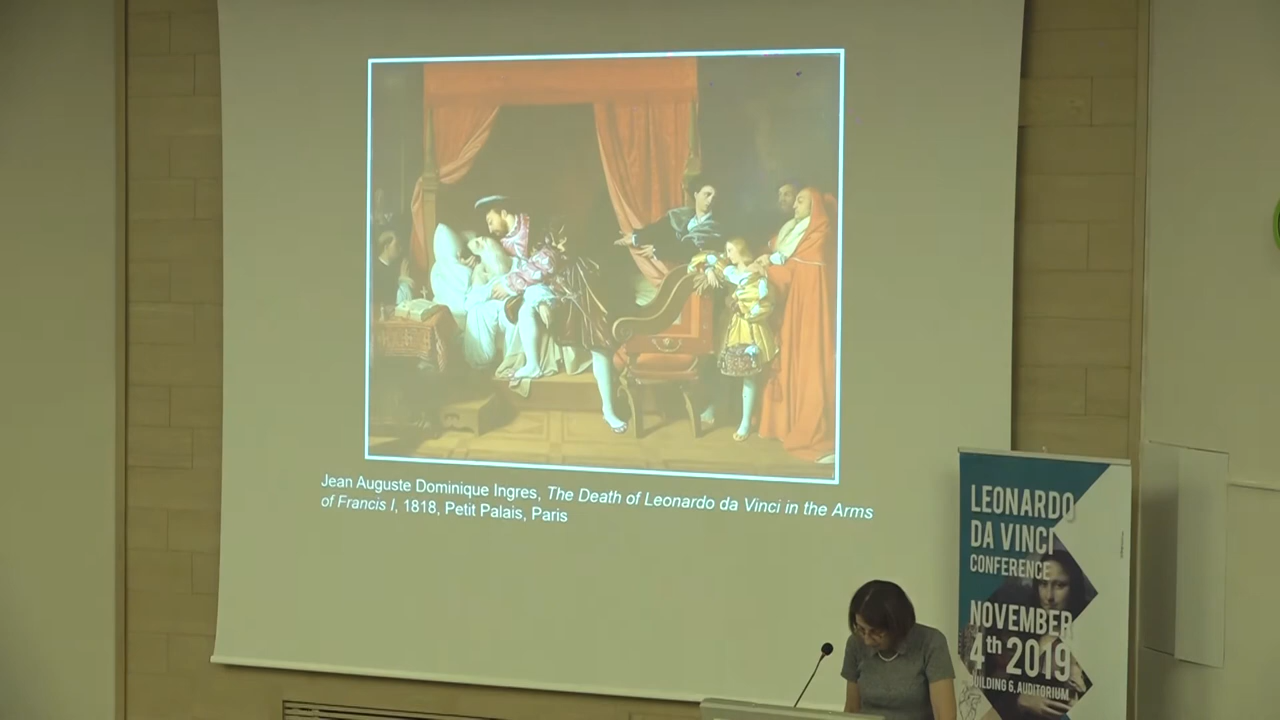 Jean Auguste Dominique Ingres, The Death of Leonardo da Vinci in the Arms
of Francis I, 1818, Petit Palais, Paris
LEONARDO
DA VINCI
CONFERENCE
NOVEMBER
4th 2019
BUILDING 6, AUDITORIUM